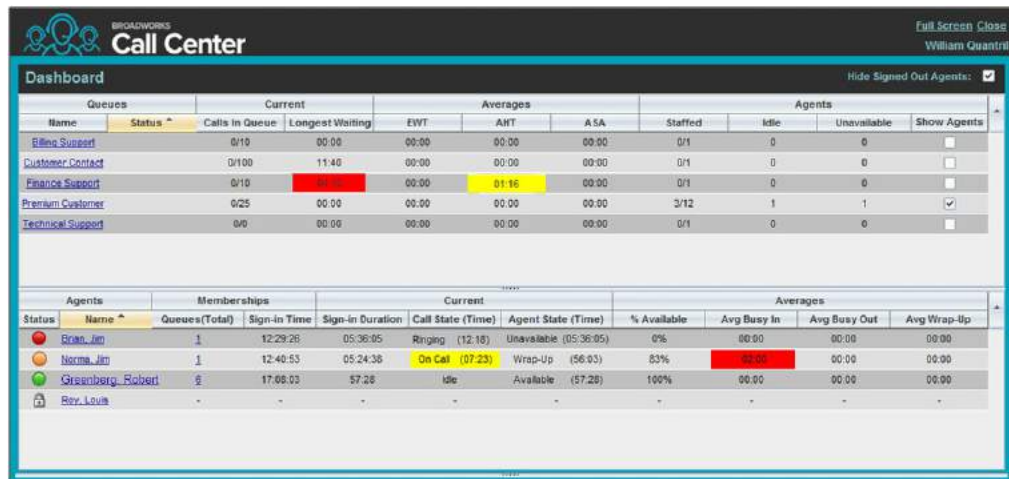 BROADWORKS
Call Center
Full Screen Close
William Quantril
Dashboard Hide Signed Out Agents:
Queues Current Averages Agents
Name Status Calls In Queue Longest Waiting EWT AHT ASA Staffed Idle Unavailable Show Agents
Billing Support 0/10 00:00 00:00 00:00 00:00 0/1 0 0
Customer Contact 0/100 11:40 00:00 00:00 00:00 0/1 0 0
Finance Support 0/10 00:00 01:16 00:00 0/1 0 0
Premium Customer 0/25 00:00 00:00 00:00 00:00 3/12 1 1
Technical Support 0/0 00:00 00:00 00:00 00:00 0/1 0 0
Agents Memberships Current Averages
Status Name Queues(Total) Sign-in Time Sign-in Duration Call State (Time) Agent State (Time) % Available Avg Busy In Avg Busy Out Avg Wrap-Up
Brian, Jim 1 12:29:26 05:36:05 Ringing (12:18) Unavailable (05:36:05) 0% 00:00 00:00 00:00
Norma, Jim 1 12:40:53 05:24:38 On Call (07:23) Wrap-Up (56:03) 83% 00:00 00:00
Greenberg, Robert 6 17:08:03 57:28 Idle Available (57:28) 100% 00:00 00:00 00:00
Roy, Louis - - - - - - - - -